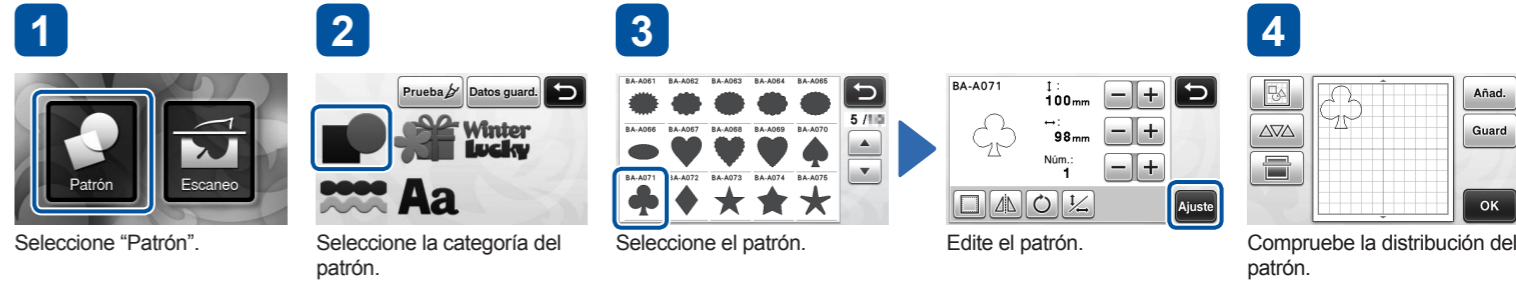 1
Patrón
Escaneo
Seleccione “Patrón”.
2
Prueba
Datos guard.
Winter
Lucky
Aa
Seleccione la categoría del
patrón.
3
BA-A061 BA-A062 BA-A063 BA-A064 BA-A065
5 /
BA-A066 BA-A067 BA-A068 BA-A069 BA-A070
BA-A071 BA-A072 BA-A073 BA-A074 BA-A075
Seleccione el patrón.
BA-A071
100mm
98mm
Núm.:
1
Ajuste
Edite el patrón.
4
Añad.
Guard
OK
Compruebe la distribución del
patrón.